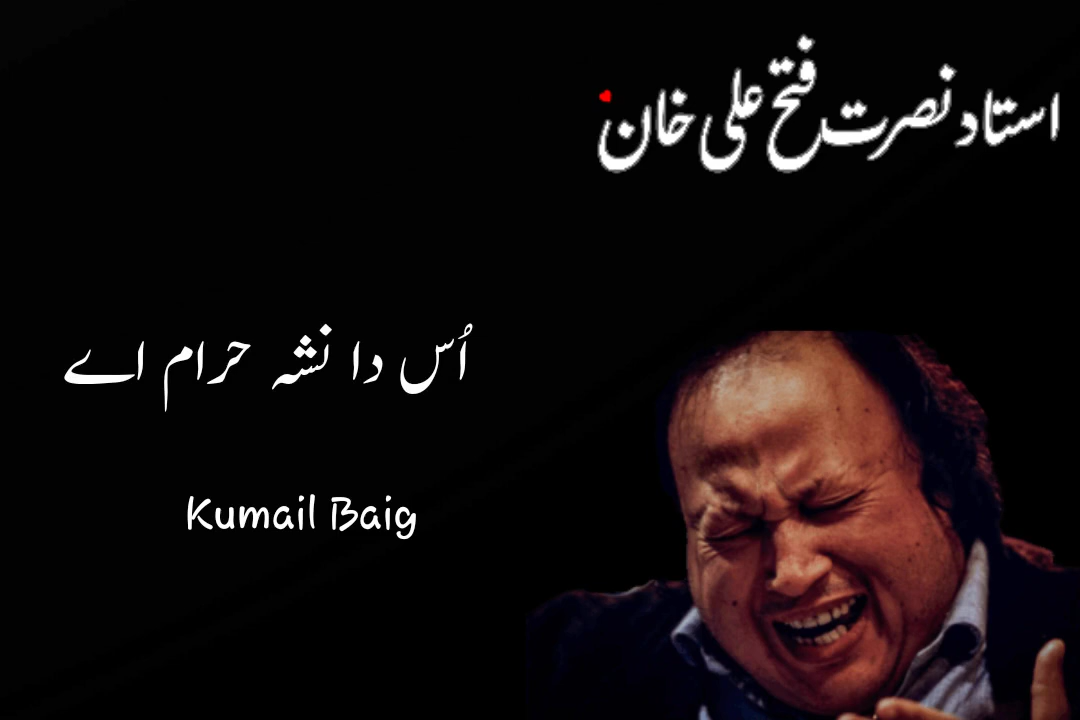 استاد نصرت فتح علی خان
اُس دا نشہ حرام اے
Kumail Baig